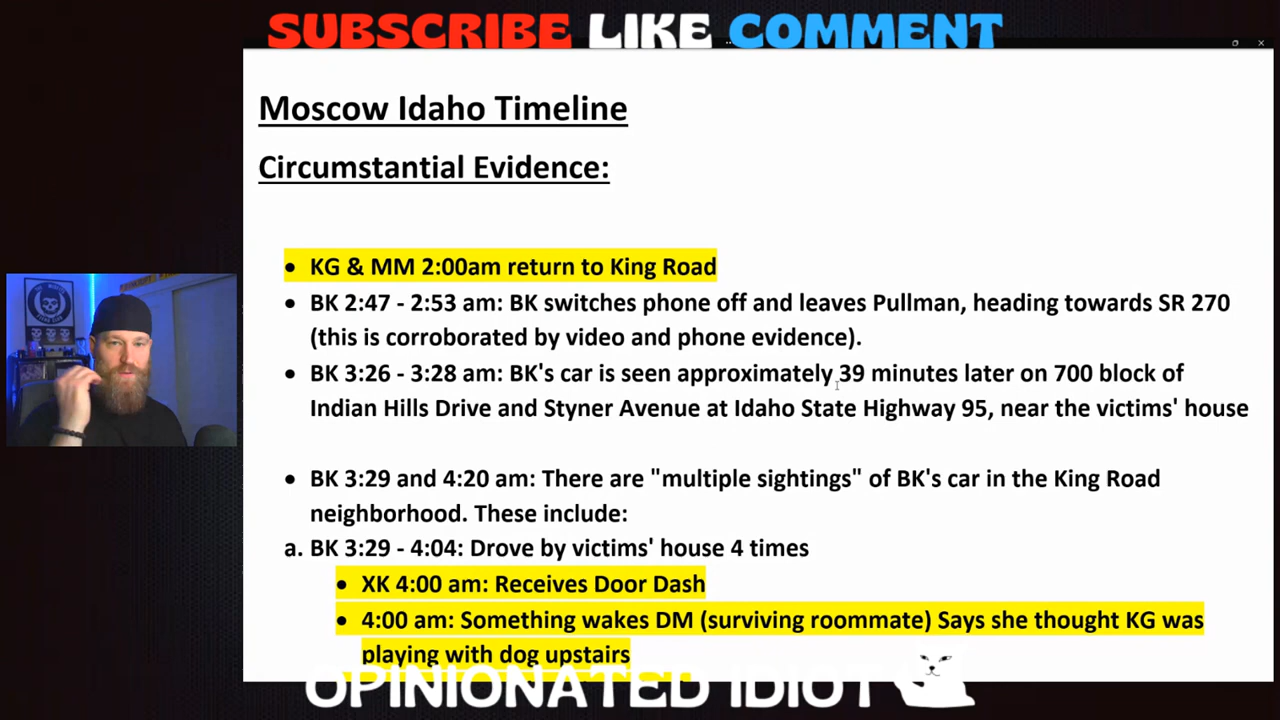 SUBSCRIBE LIKE COMMENT
Moscow Idaho Timeline
Circumstantial Evidence:
• KG & MM 2:00am return to King Road
• BK 2:47 - 2:53 am: BK switches phone off and leaves Pullman, heading towards SR 270
(this is corroborated by video and phone evidence).
• BK 3:26 - 3:28 am: BK's car is seen approximately 39 minutes later on 700 block of
Indian Hills Drive and Styner Avenue at Idaho State Highway 95, near the victims' house
• BK 3:29 and 4:20 am: There are "multiple sightings" of BK's car in the King Road
neighborhood. These include:
a. BK 3:29 - 4:04: Drove by victims' house 4 times
• XK 4:00 am: Receives Door Dash
• 4:00 am: Something wakes DM (surviving roommate) Says she thought KG was
playing with dog upstairs
OPINIONATED IDIOT